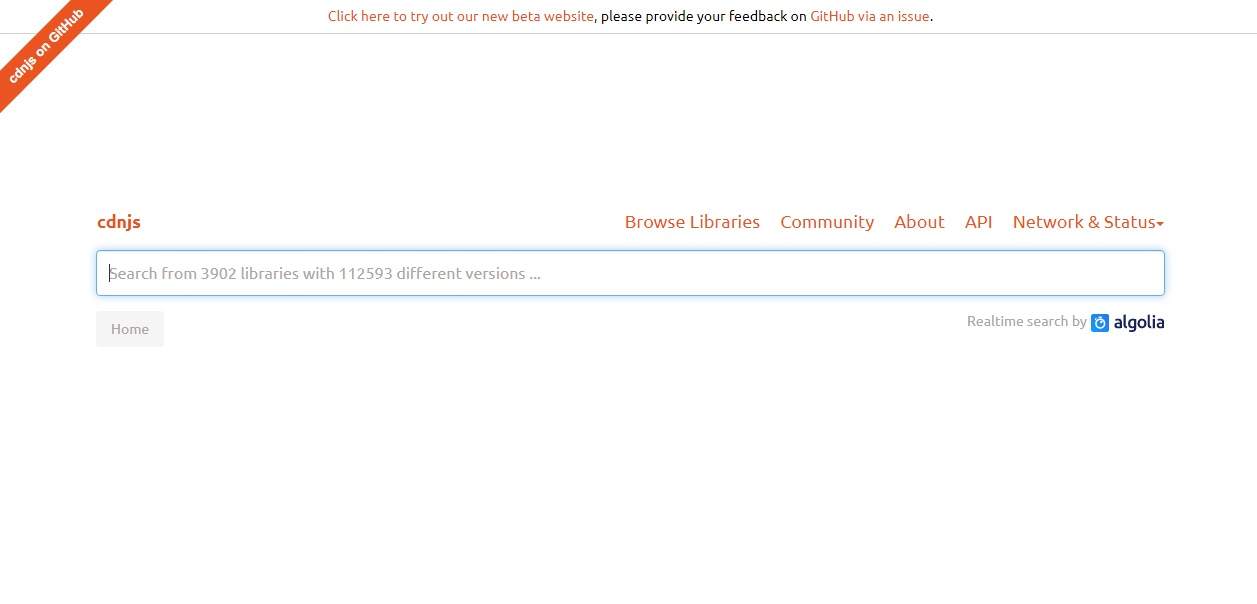 Click here to try out our new beta website, please provide your feedback on GitHub via an issue.
cdnjs on GitHub
cdnjs Browse Libraries Community About API Network & Status
Search from 3902 libraries with 112593 different versions ...
Home Realtime search by algolia